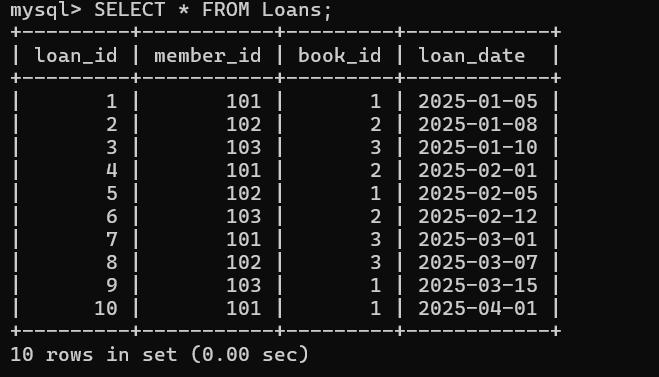 mysql> SELECT * FROM Loans;
+---------+-----------+---------+------------+
| loan_id | member_id | book_id | loan_date  |
+---------+-----------+---------+------------+
|       1 |       101 |       1 | 2025-01-05 |
|       2 |       102 |       2 | 2025-01-08 |
|       3 |       103 |       3 | 2025-01-10 |
|       4 |       101 |       2 | 2025-02-01 |
|       5 |       102 |       1 | 2025-02-05 |
|       6 |       103 |       2 | 2025-02-12 |
|       7 |       101 |       3 | 2025-03-01 |
|       8 |       102 |       3 | 2025-03-07 |
|       9 |       103 |       1 | 2025-03-15 |
|      10 |       101 |       1 | 2025-04-01 |
+---------+-----------+---------+------------+
10 rows in set (0.00 sec)